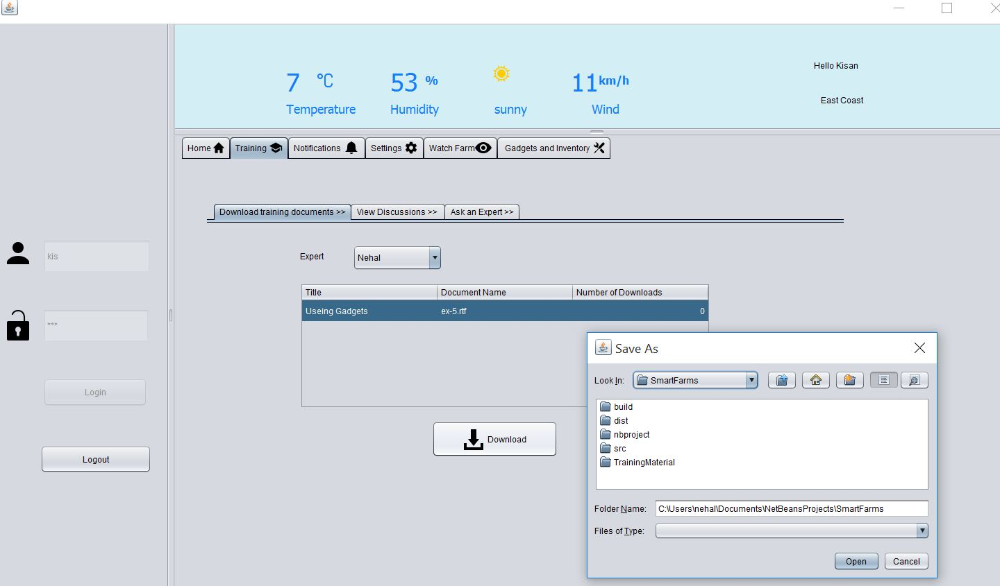 Hello Kisan
7 °C 53 % 11 km/h
East Coast
Temperature Humidity sunny Wind
Home Training Notifications Settings Watch Farm Gadgets and Inventory
Download training documents >> View Discussions >> Ask an Expert >>
kis
***
Login
Logout
Expert Nehal
Title Document Name Number of Downloads
Useing Gadgets ex-5.rtf 0
Download
Save As
Look In: SmartFarms
build
dist
nbproject
src
TrainingMaterial
Folder Name: C:\Users\nehal\Documents\NetBeansProjects\SmartFarms
Files of Type:
Open Cancel